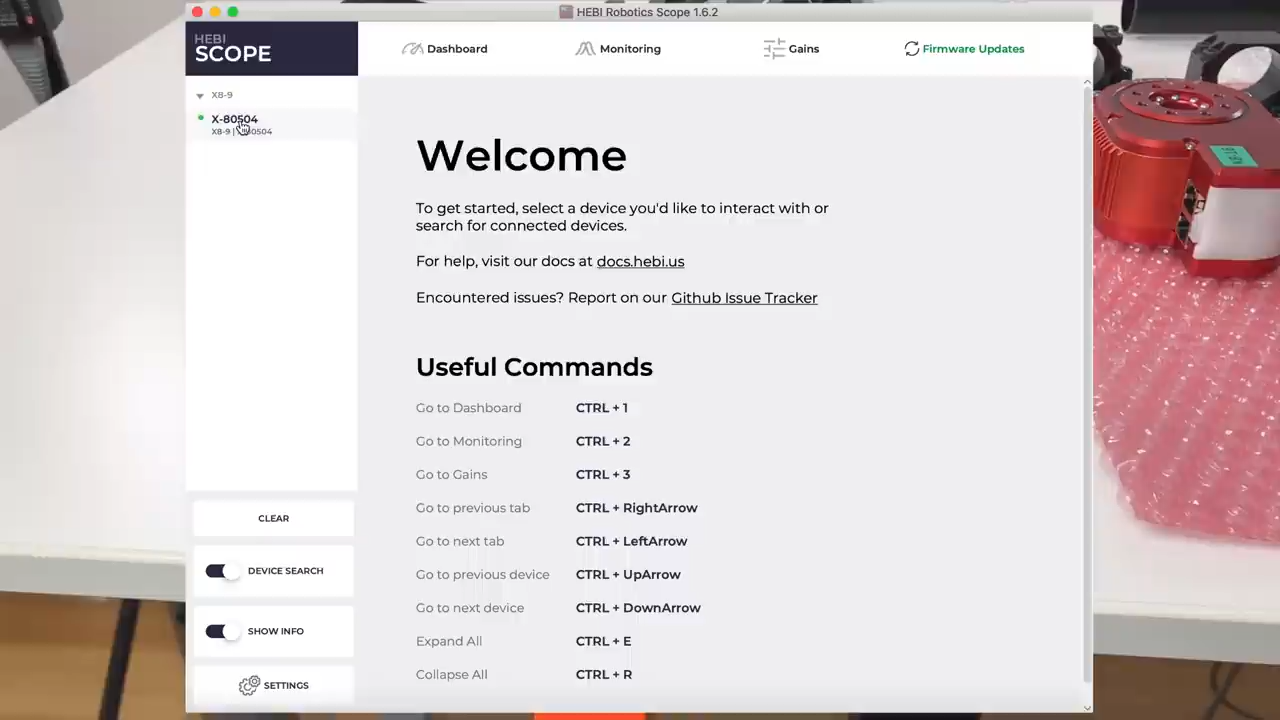 HEBI Robotics Scope 1.6.2
HEBI
SCOPE
Dashboard
Monitoring
Gains
Firmware Updates
X8-9
X-80504
X8-9 | 80504
Welcome
To get started, select a device you'd like to interact with or
search for connected devices.
For help, visit our docs at docs.hebi.us
Encountered issues? Report on our Github Issue Tracker
Useful Commands
Go to Dashboard CTRL + 1
Go to Monitoring CTRL + 2
Go to Gains CTRL + 3
Go to previous tab CTRL + RightArrow
Go to next tab CTRL + LeftArrow
Go to previous device CTRL + UpArrow
Go to next device CTRL + DownArrow
Expand All CTRL + E
Collapse All CTRL + R
CLEAR
DEVICE SEARCH
SHOW INFO
SETTINGS